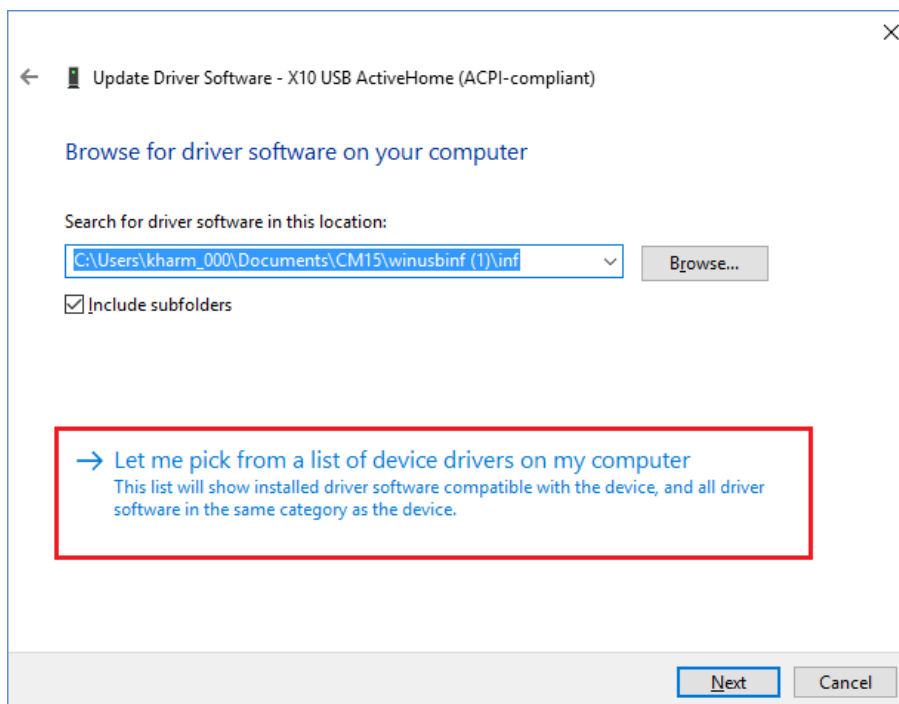 Update Driver Software - X10 USB ActiveHome (ACPI-compliant)
Browse for driver software on your computer
Search for driver software in this location:
C:\Users\kharm_000\Documents\CM15\winusbinf (1)\inf
Browse...
Include subfolders
Let me pick from a list of device drivers on my computer
This list will show installed driver software compatible with the device, and all driver
software in the same category as the device.
Next
Cancel